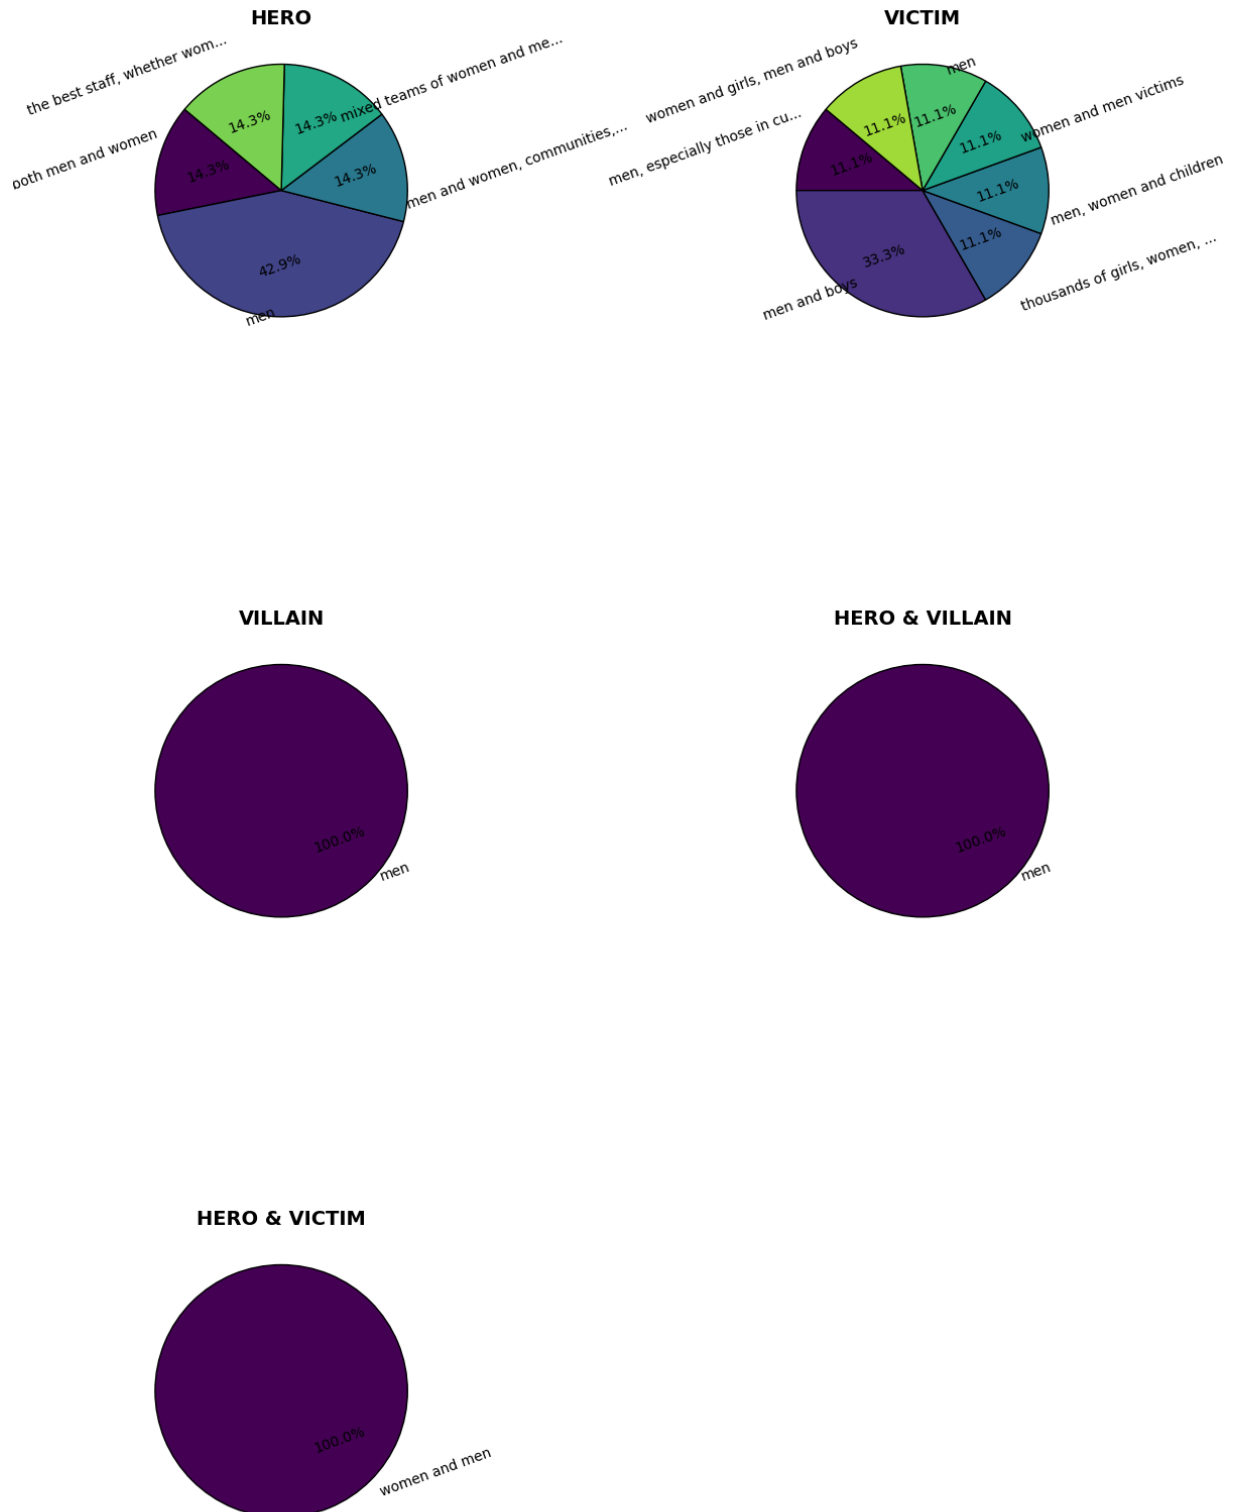 HERO
the best staff, whether wom...
mixed teams of women and me...
both men and women
men and women, communities,...
men
14.3%
14.3%
14.3%
14.3%
42.9%
VICTIM
women and girls, men and boys
men
men, especially those in cu...
women and men victims
men, women and children
thousands of girls, women, ...
men and boys
11.1%
11.1%
11.1%
11.1%
11.1%
11.1%
33.3%
VILLAIN
100.0%
men
HERO & VILLAIN
100.0%
men
HERO & VICTIM
100.0%
women and men